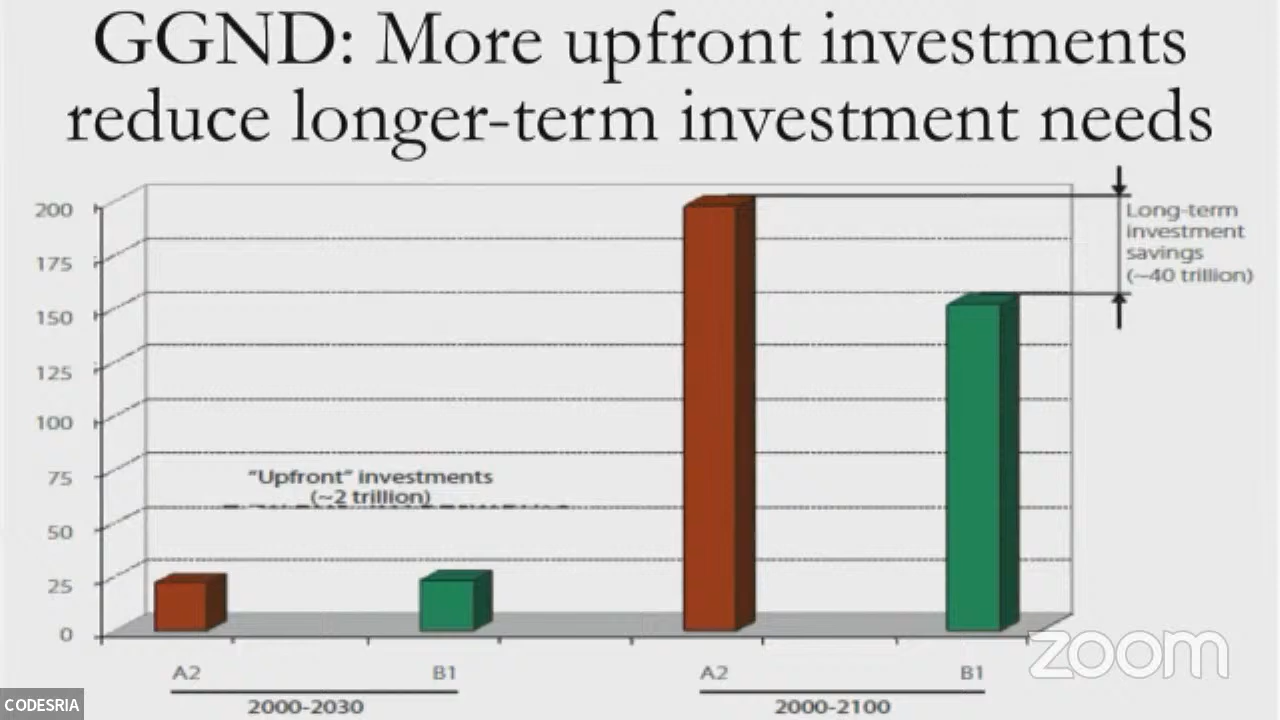 GGND: More upfront investments
reduce longer-term investment needs
200
175
150
125
100
75
50
25
0
"Upfront" investments
(~2 trillion)
Long-term
investment
savings
(~40 trillion)
A2
B1
A2
B1
2000-2030
2000-2100
zoom
CODESRIA